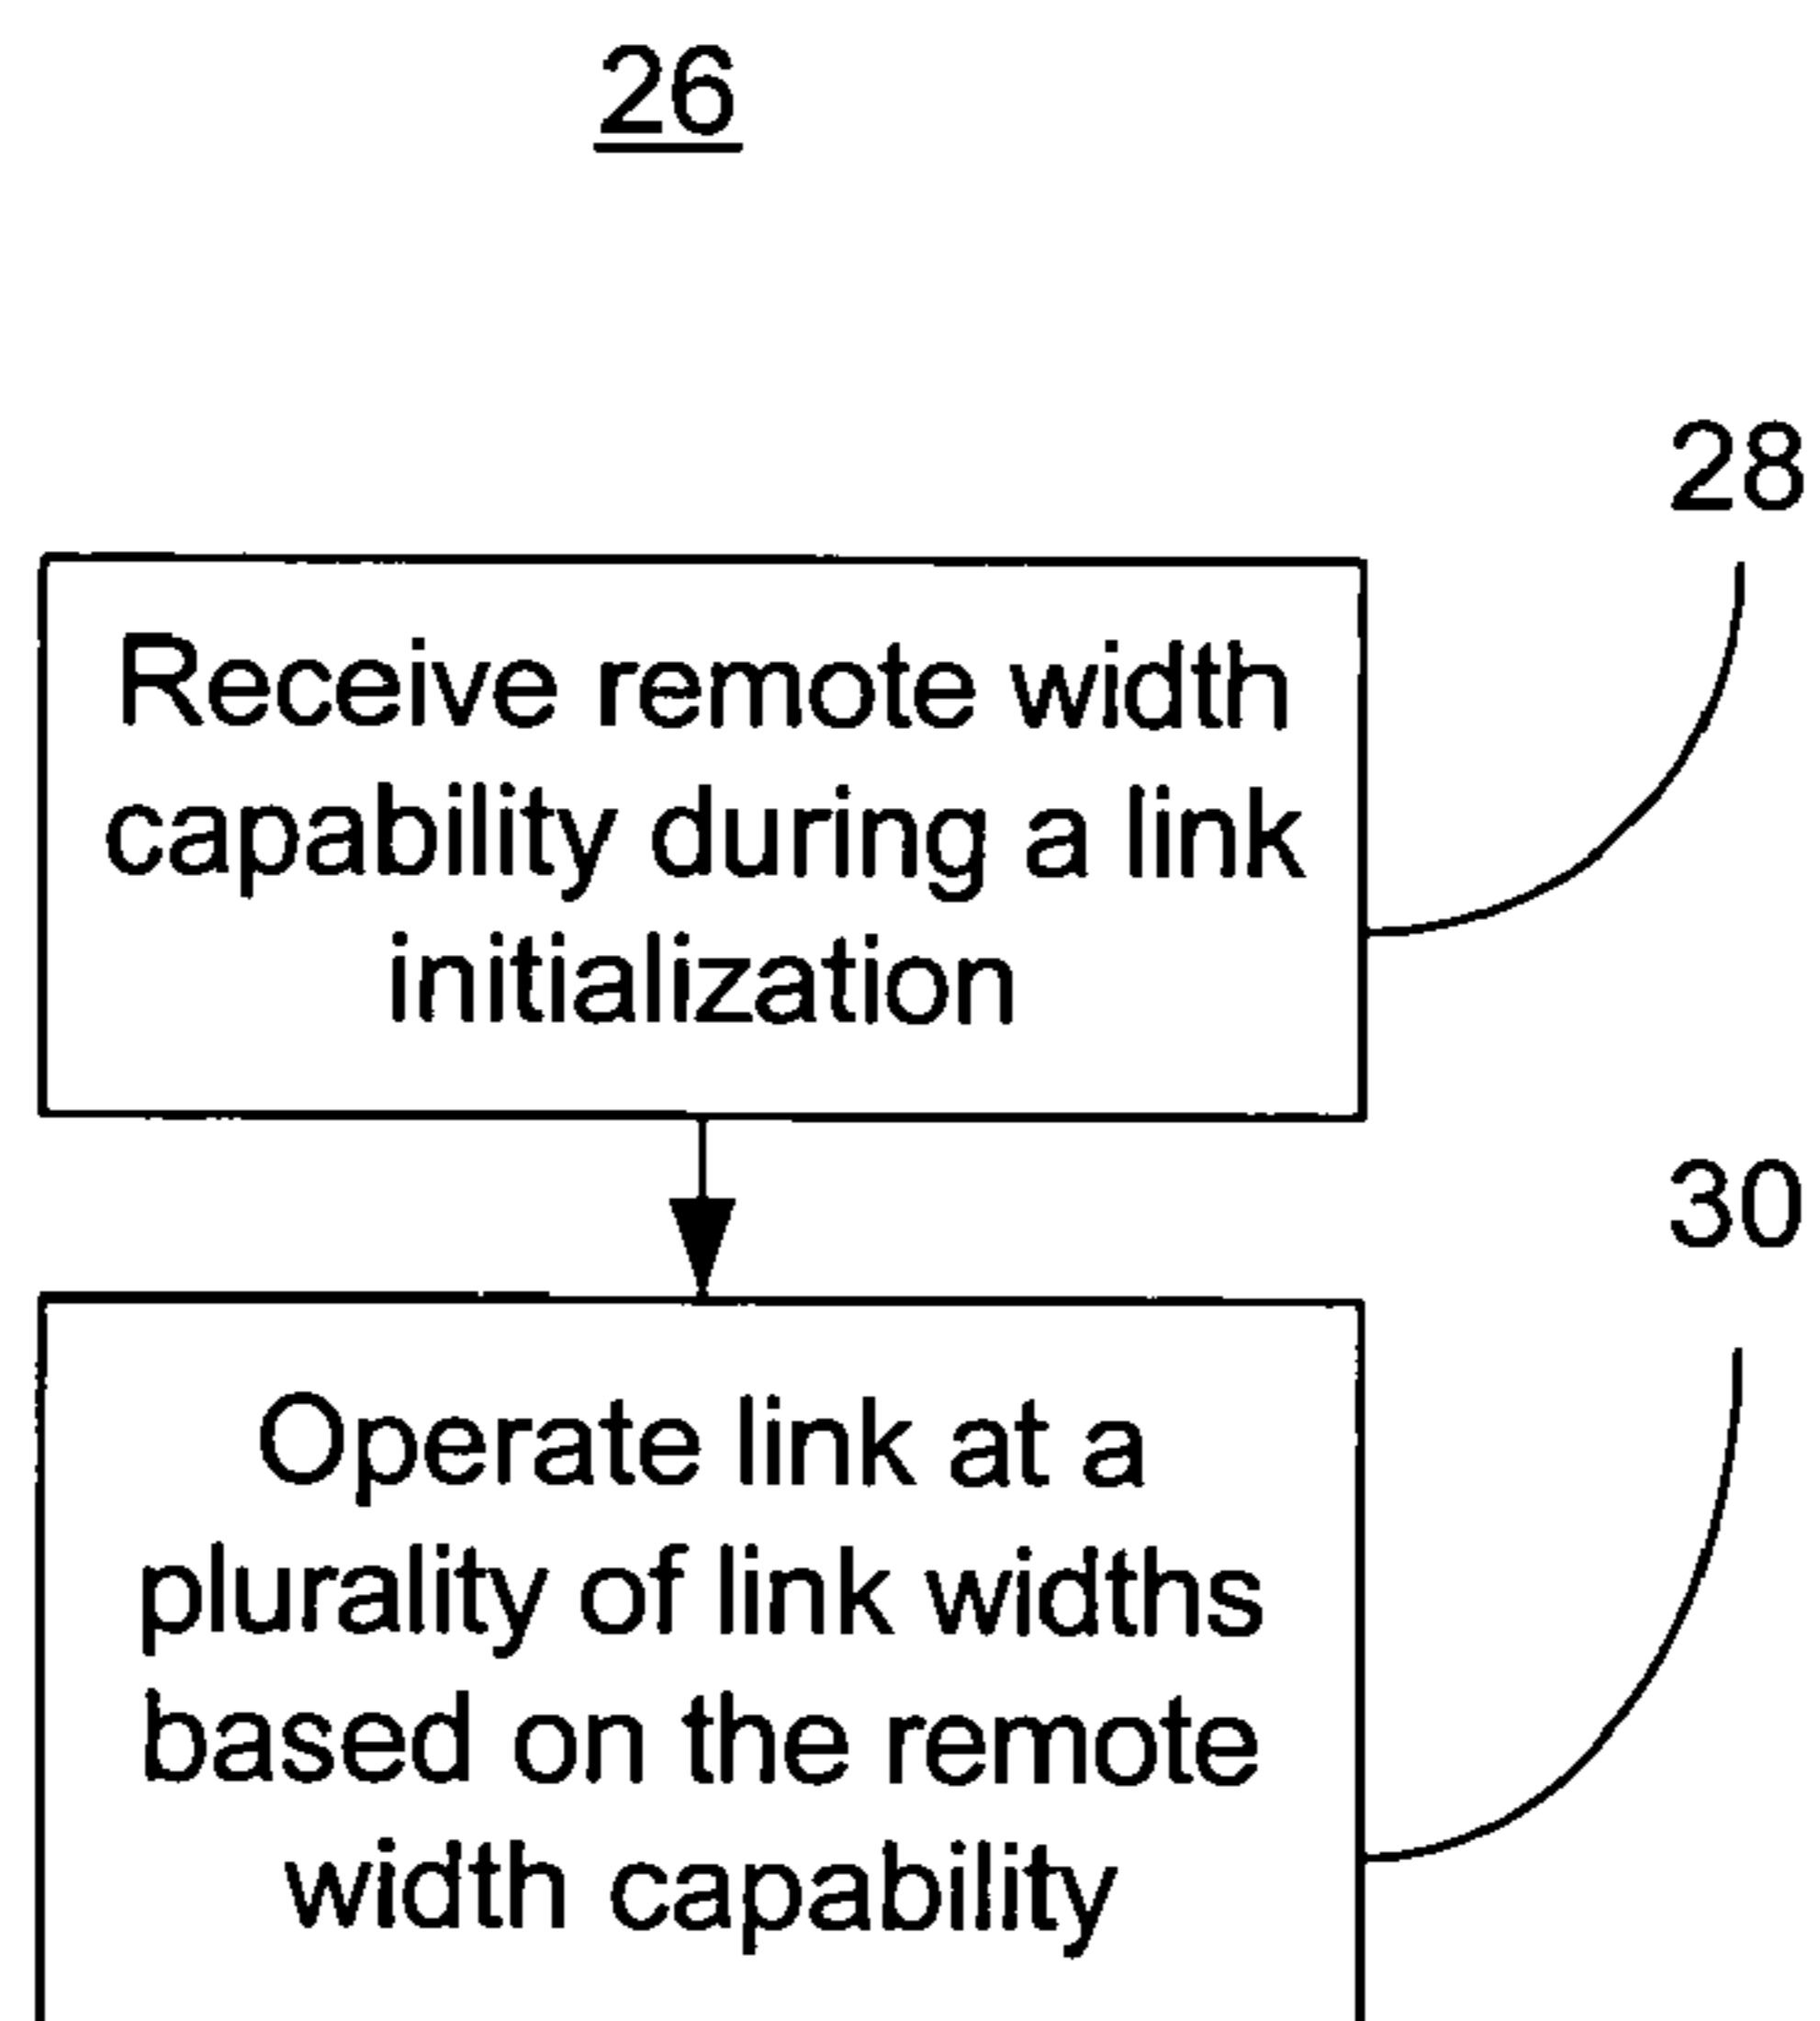 26
28
Receive remote width
capability during a link
initialization
30
Operate link at a
plurality of link widths
based on the remote
width capability